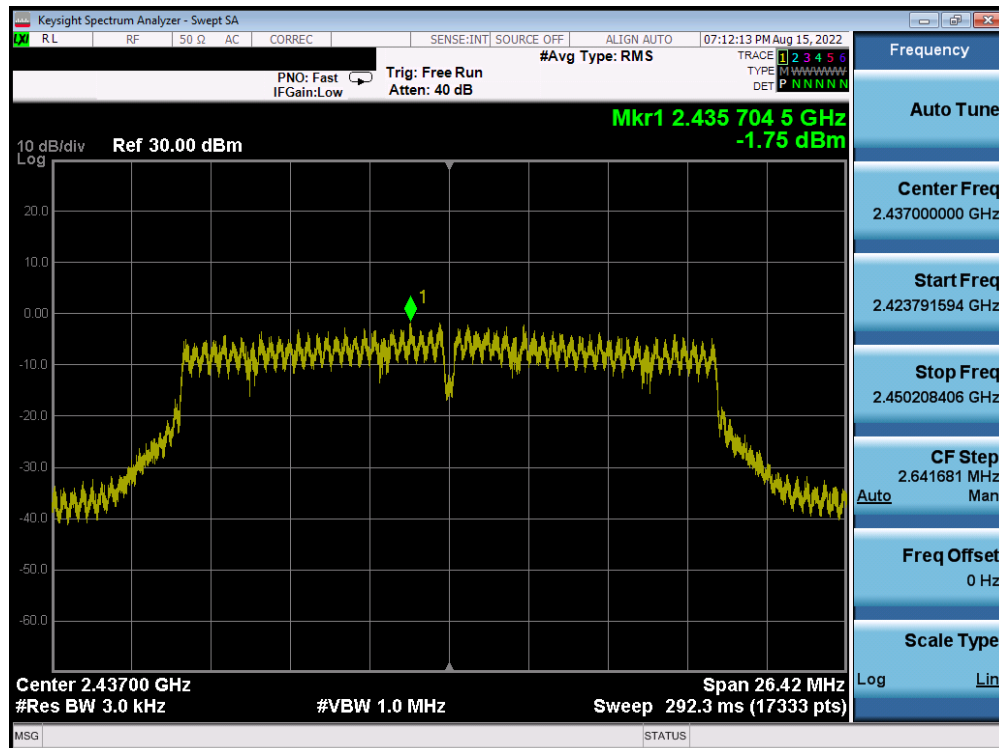 Keysight Spectrum Analyzer - Swept SA
LXI RL RF 50 Ω AC CORREC SENSE:INT SOURCE OFF ALIGN AUTO 07:12:13 PM Aug 15, 2022
#Avg Type: RMS
TRACE 1 2 3 4 5 6
PNO: Fast Trig: Free Run
TYPE M W W W W W
IFGain:Low Atten: 40 dB
DET P N N N N N
Mkr1 2.435 704 5 GHz
-1.75 dBm
10 dB/div Ref 30.00 dBm
Log
20.0
10.0
1
0.00
-10.0
-20.0
-30.0
-40.0
-50.0
-60.0
Center 2.43700 GHz Span 26.42 MHz
#Res BW 3.0 kHz #VBW 1.0 MHz Sweep 292.3 ms (17333 pts)
MSG STATUS
Frequency
Auto Tune
Center Freq
2.437000000 GHz
Start Freq
2.423791594 GHz
Stop Freq
2.450208406 GHz
CF Step
2.641681 MHz
Auto Man
Freq Offset
0 Hz
Scale Type
Log Lin